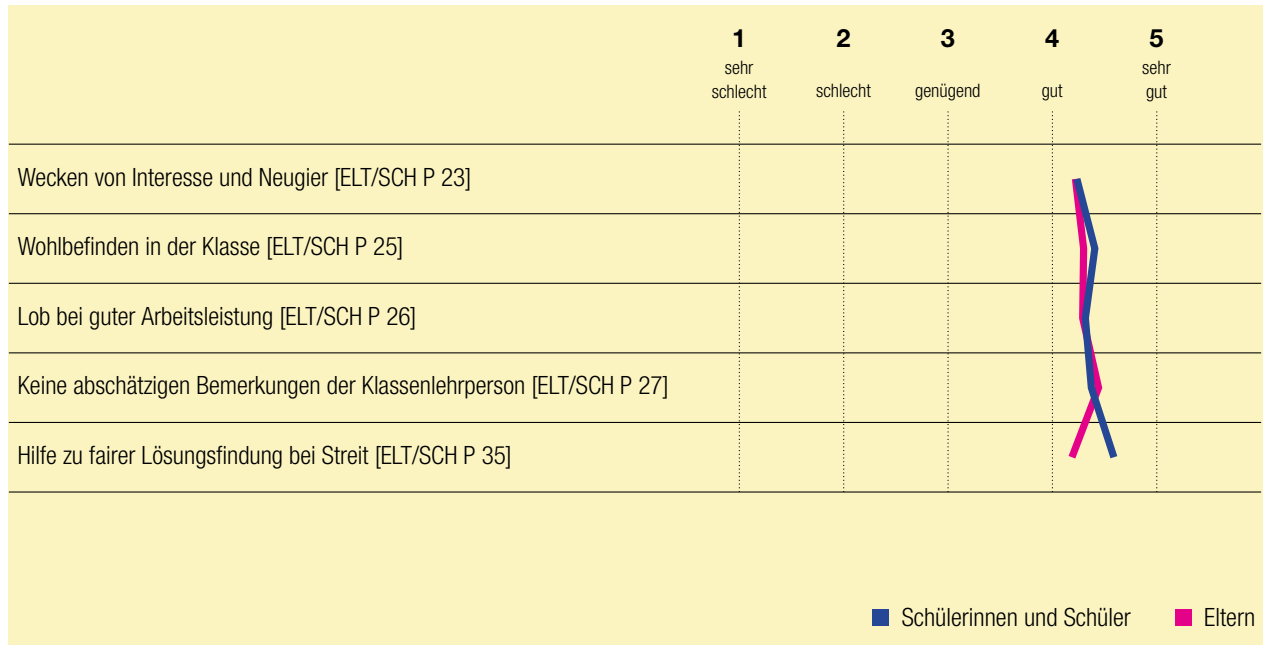 1 2 3 4 5
sehr schlecht schlecht genügend gut sehr gut
Wecken von Interesse und Neugier [ELT/SCH P 23]
Wohlbefinden in der Klasse [ELT/SCH P 25]
Lob bei guter Arbeitsleistung [ELT/SCH P 26]
Keine abschätzigen Bemerkungen der Klassenlehrperson [ELT/SCH P 27]
Hilfe zu fairer Lösungsfindung bei Streit [ELT/SCH P 35]
Schülerinnen und Schüler Eltern